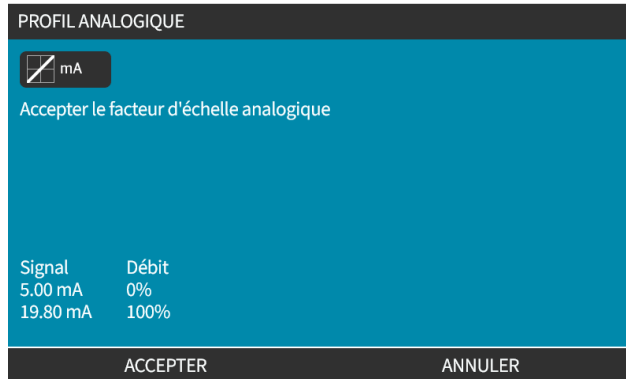 PROFIL ANALOGIQUE
mA
Accepter le facteur d'échelle analogique
Signal Débit
5.00 mA 0%
19.80 mA 100%
ACCEPTER ANNULER